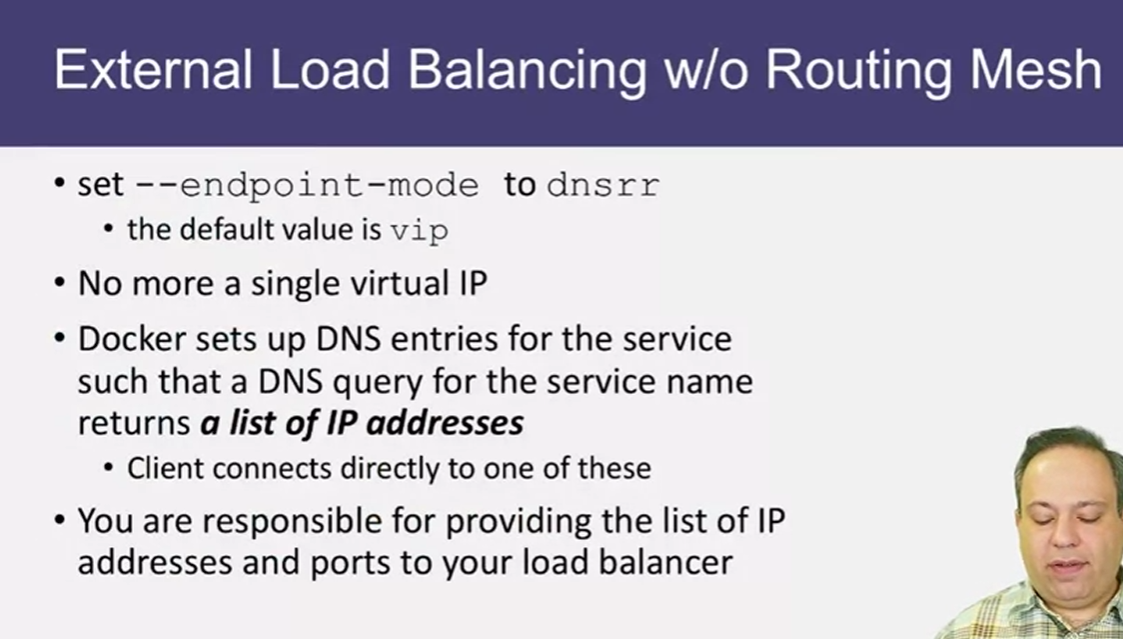 External Load Balancing w/o Routing Mesh
• set --endpoint-mode to dnsrr
• the default value is vip
• No more a single virtual IP
• Docker sets up DNS entries for the service
such that a DNS query for the service name
returns a list of IP addresses
• Client connects directly to one of these
• You are responsible for providing the list of IP
addresses and ports to your load balancer